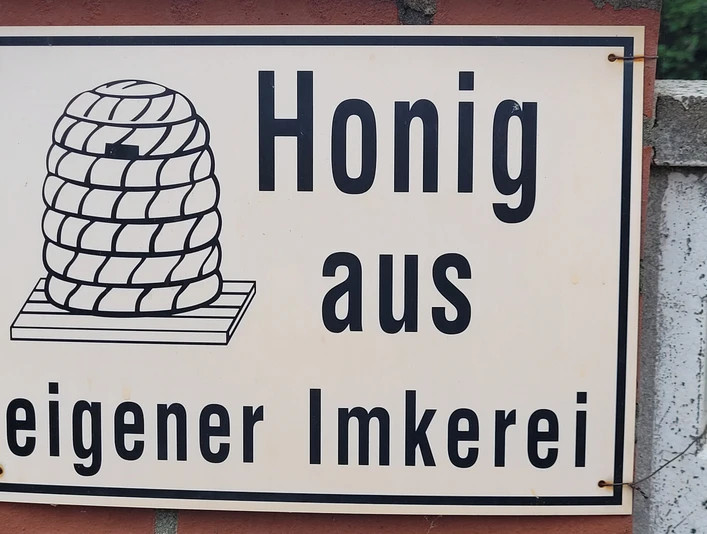 Honig
aus
eigener Imkerei